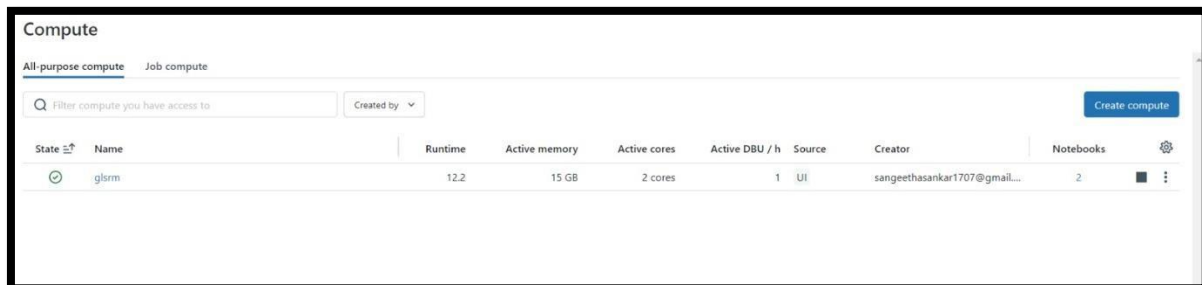 Compute
All-purpose compute Job compute
Filter compute you have access to Created by Create compute
State Name Runtime Active memory Active cores Active DBU / h Source Creator Notebooks
glsrm 12.2 15 GB 2 cores 1 UI sangeethasankar1707@gmail.... 2